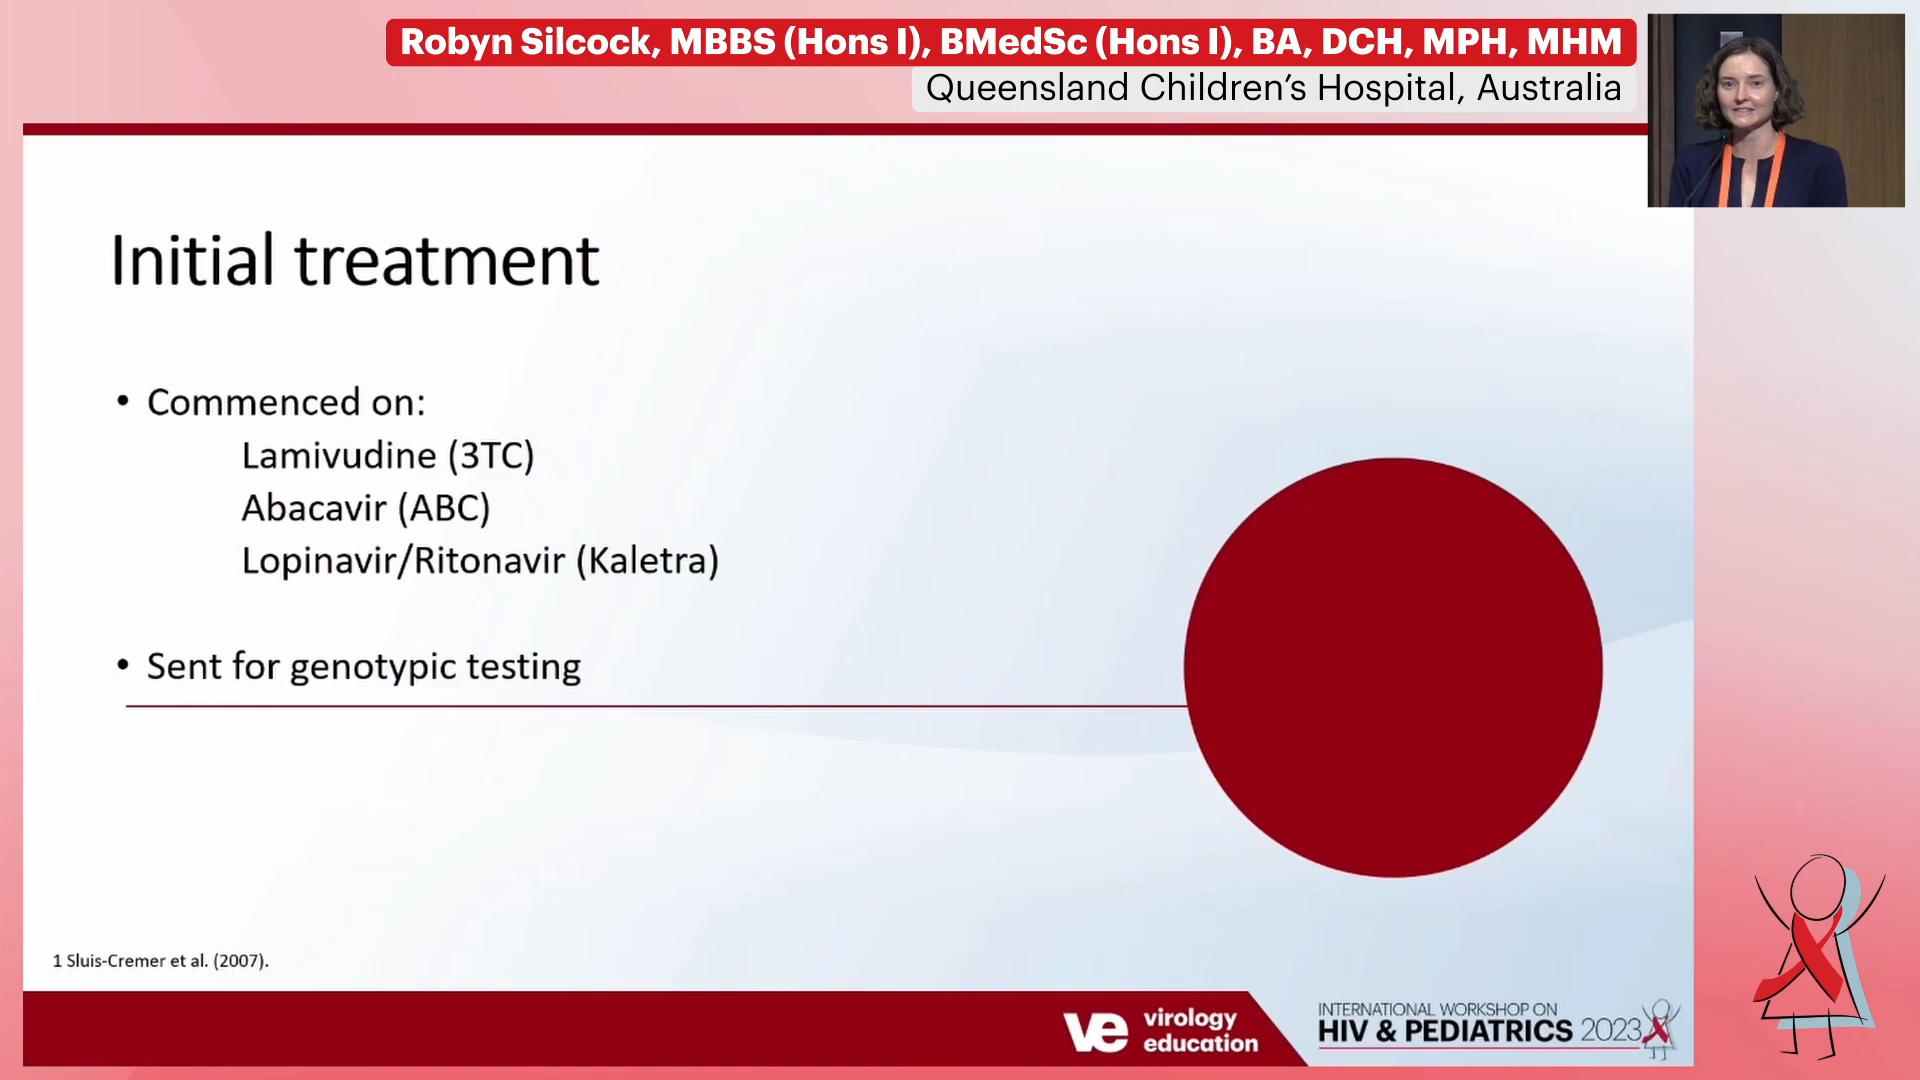 Robyn Silcock, MBBS (Hons I), BMedSc (Hons I), BA, DCH, MPH, MHM
Queensland Children's Hospital, Australia
Initial treatment
• Commenced on:
Lamivudine (3TC)
Abacavir (ABC)
Lopinavir/Ritonavir (Kaletra)
• Sent for genotypic testing
1 Sluis-Cremer et al. (2007).
ve virology
education
INTERNATIONAL WORKSHOP ON
HIV & PEDIATRICS 2023